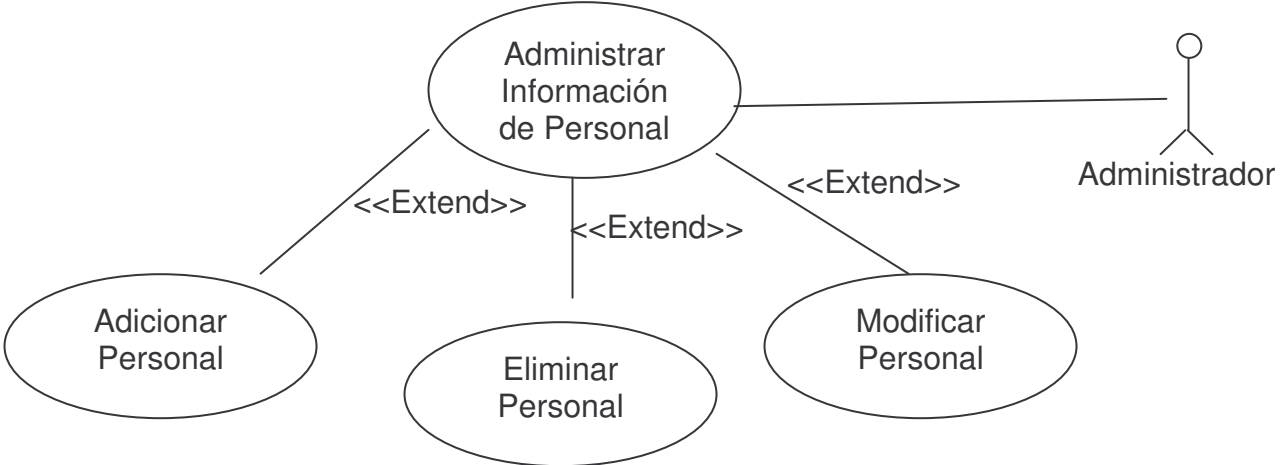 Administrar
Información
de Personal
Administrador
<<Extend>>
<<Extend>>
<<Extend>>
Adicionar
Personal
Eliminar
Personal
Modificar
Personal